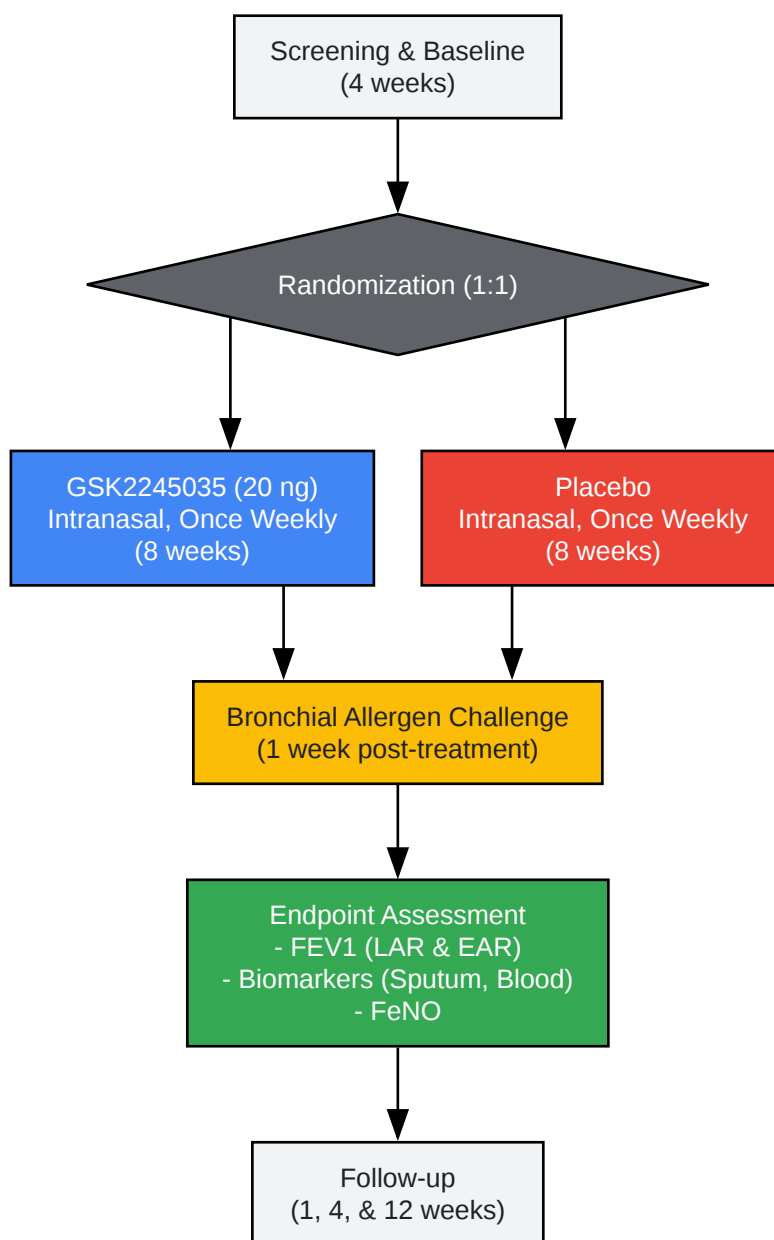 Screening & Baseline
(4 weeks)
Randomization (1:1)
GSK2245035 (20 ng)
Intranasal, Once Weekly
(8 weeks)
Placebo
Intranasal, Once Weekly
(8 weeks)
Bronchial Allergen Challenge
(1 week post-treatment)
Endpoint Assessment
- FEV1 (LAR & EAR)
- Biomarkers (Sputum, Blood)
- FeNO
Follow-up
(1, 4, & 12 weeks)